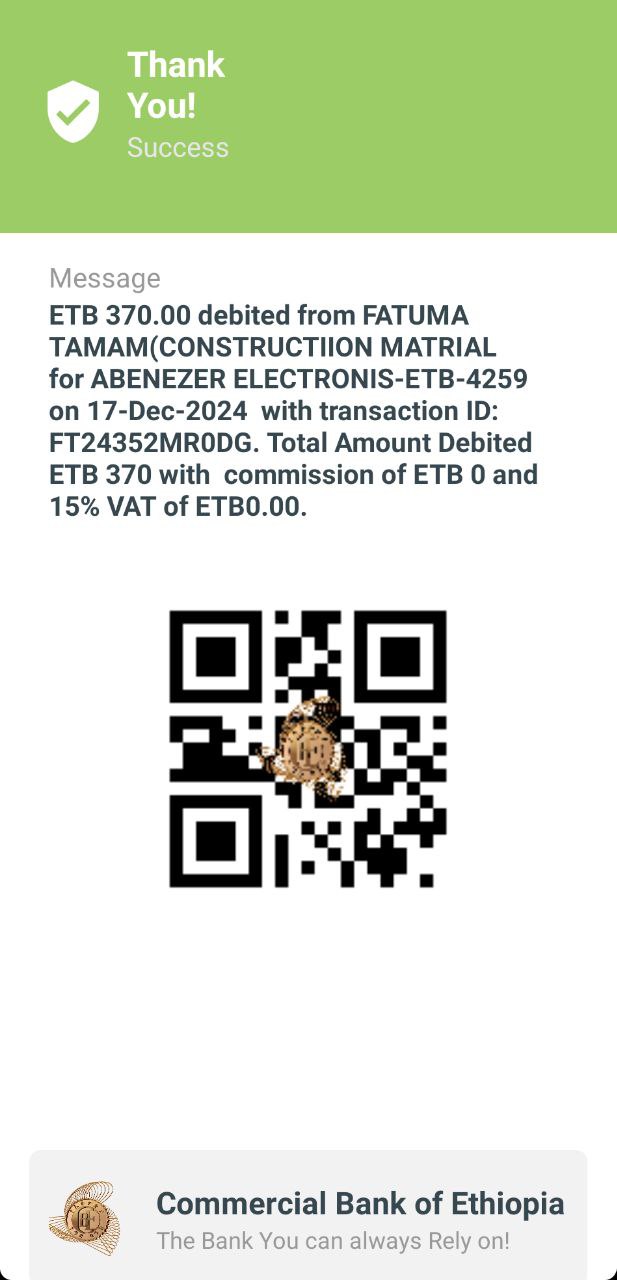 Thank
You!
Success
Message
ETB 370.00 debited from FATUMA
TAMAM(CONSTRUCTIION MATRIAL
for ABENEZER ELECTRONIS-ETB-4259
on 17-Dec-2024  with transaction ID:
FT24352MR0DG. Total Amount Debited
ETB 370 with  commission of ETB 0 and
15% VAT of ETB0.00.
Commercial Bank of Ethiopia
The Bank You can always Rely on!